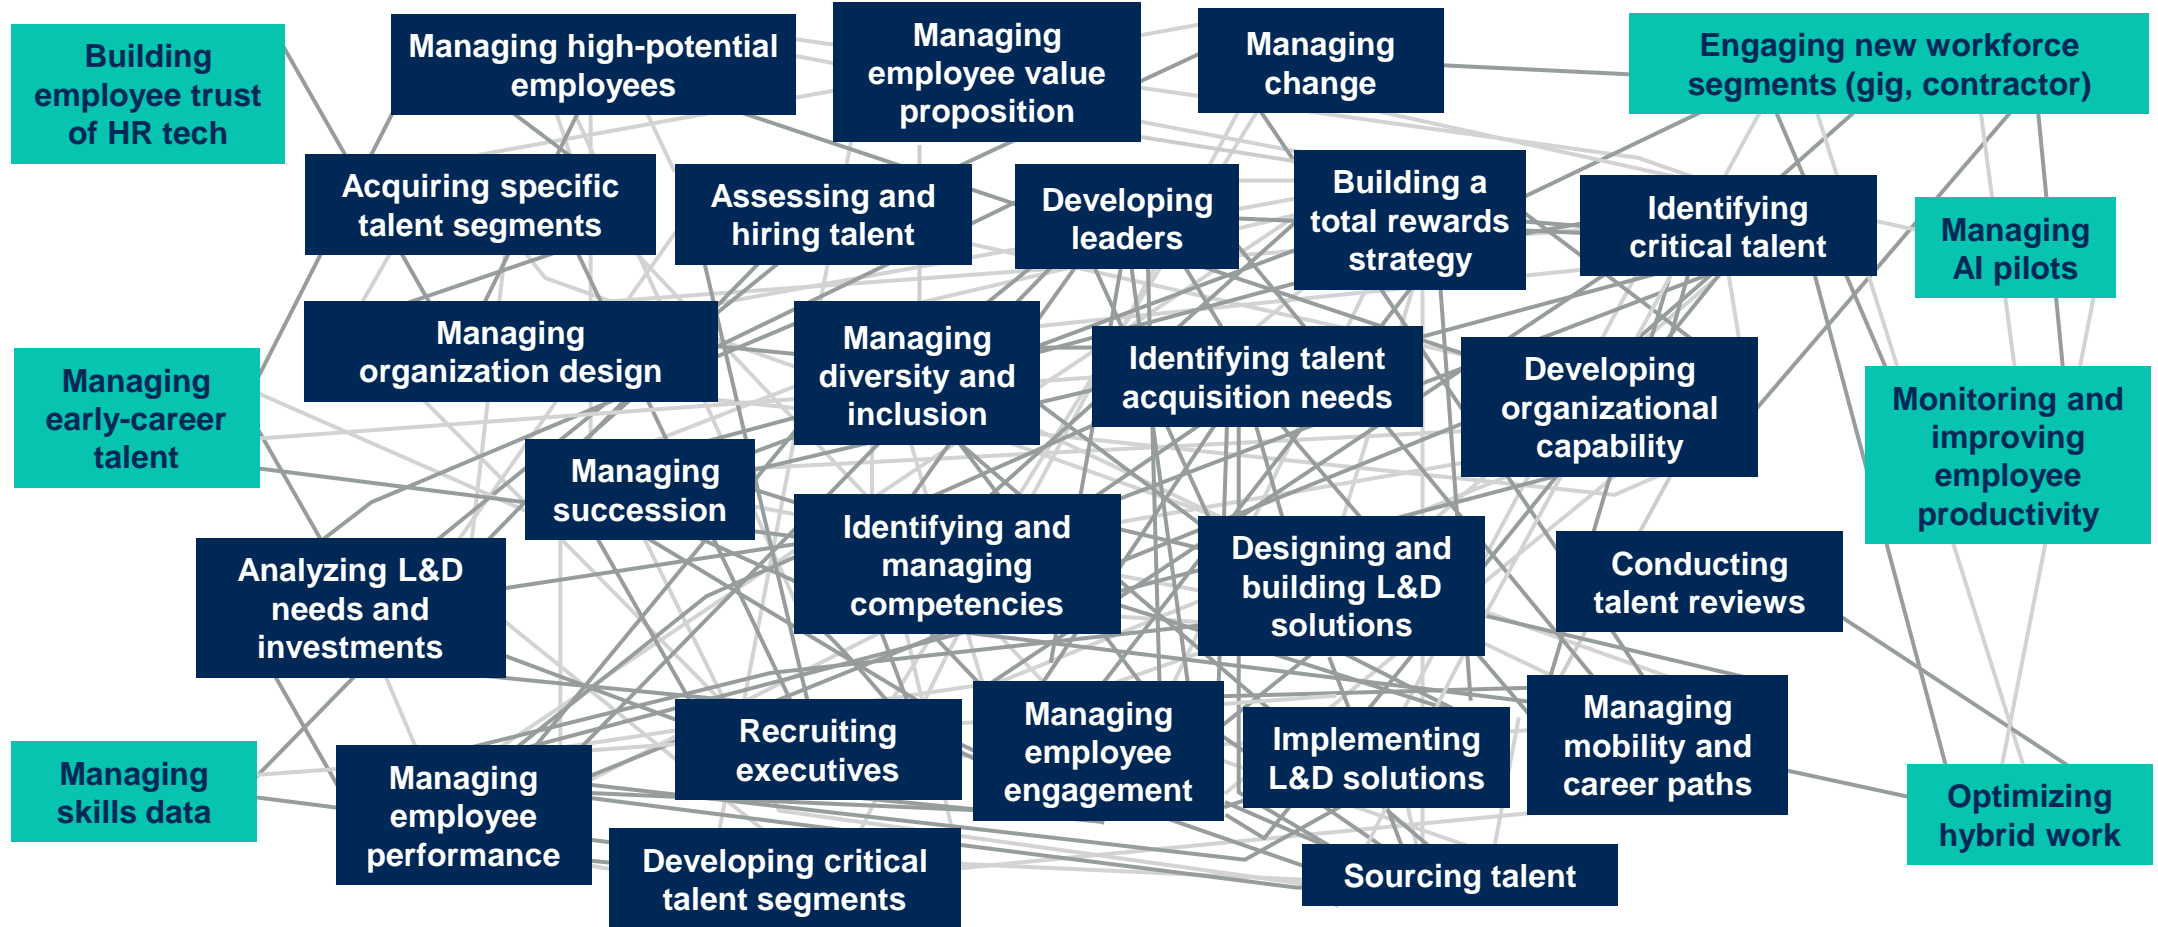 Building
employee trust
of HR tech
Managing high-potential
employees
Managing
employee value
proposition
Managing
change
Engaging new workforce
segments (gig, contractor)
Acquiring specific
talent segments
Assessing and
hiring talent
Developing
leaders
Building a
total rewards
strategy
Identifying
critical talent
Managing
AI pilots
Managing
organization design
Managing
diversity and
inclusion
Identifying talent
acquisition needs
Developing
organizational
capability
Managing
early-career
talent
Monitoring and
improving
employee
productivity
Managing
succession
Identifying and
managing
competencies
Designing and
building L&D
solutions
Conducting
talent reviews
Analyzing L&D
needs and
investments
Managing
skills data
Managing
employee
performance
Recruiting
executives
Managing
employee
engagement
Implementing
L&D solutions
Managing
mobility and
career paths
Optimizing
hybrid work
Developing critical
talent segments
Sourcing talent